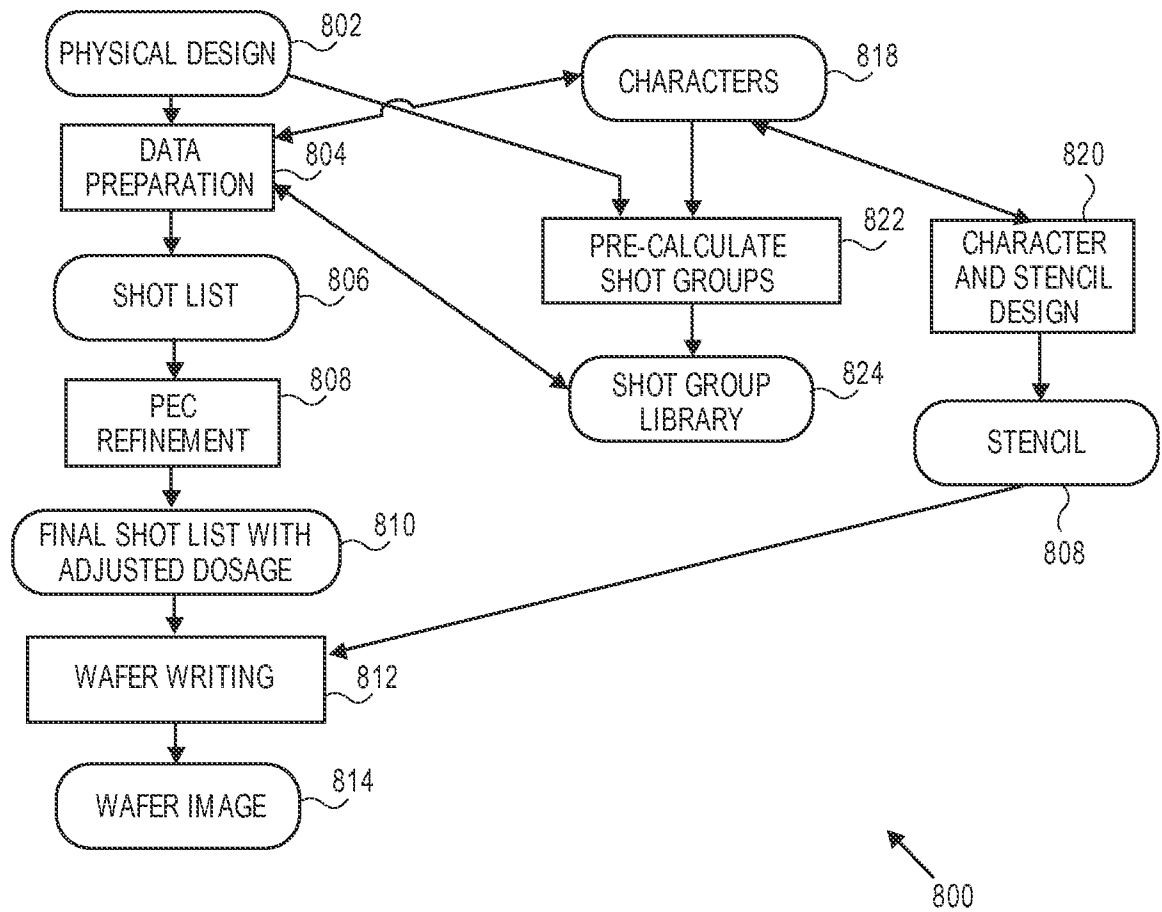 PHYSICAL DESIGN
802
DATA
PREPARATION
804
SHOT LIST
806
PEC
REFINEMENT
808
FINAL SHOT LIST WITH
ADJUSTED DOSAGE
810
WAFER WRITING
812
WAFER IMAGE
814
CHARACTERS
818
PRE-CALCULATE
SHOT GROUPS
822
SHOT GROUP
LIBRARY
824
820
CHARACTER
AND STENCIL
DESIGN
STENCIL
808
800